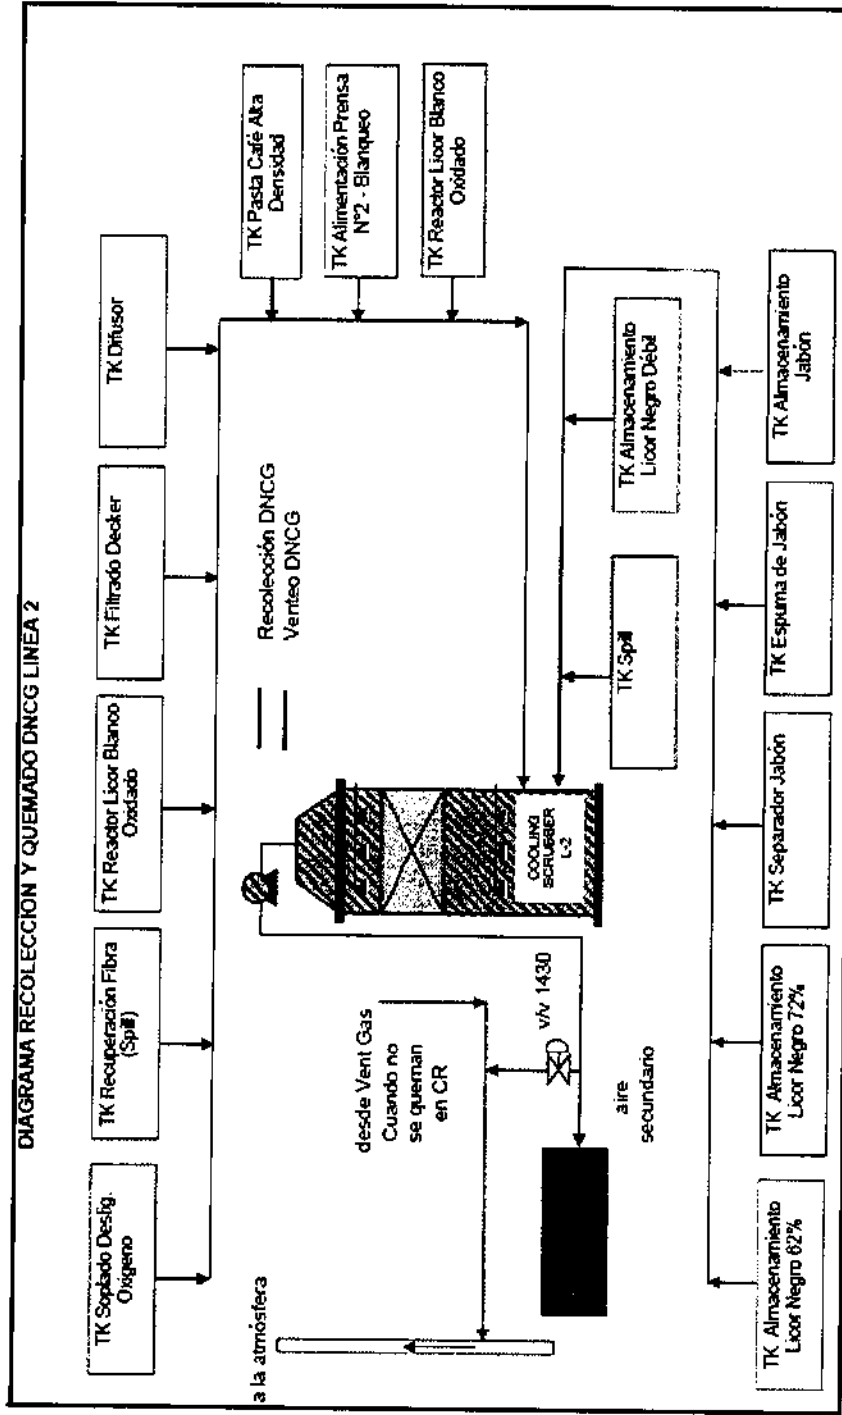 DIAGRAMA RECOLECCION Y QUEMADO DNCG LINEA 2
TK Soplado Deslig.
Oxigeno
TK Recuperación Fibra
(Spill)
TK Reactor Licor Blanco
Oxidado
TK Filtrado Decker
TK Difusor
TK Pasta Café Alta
Densidad
TK Alimentación Prensa
N°2 - Blanqueo
TK Reactor Licor Blanco
Oxidado
a la atmósfera
Recolección DNCG
Venteo DNCG
desde Vent Gas
Cuando no
se queman
en CR
v/v 1430
aire
secundario
COOLING
SCRUBBER
L-2
TK Spill
TK Almacenamiento
Licor Negro Débil
TK Almacenamiento
Licor Negro 62%
TK Almacenamiento
Licor Negro 72%
TK Separador Jabón
TK Espuma de Jabón
TK Almacenamiento
Jabón